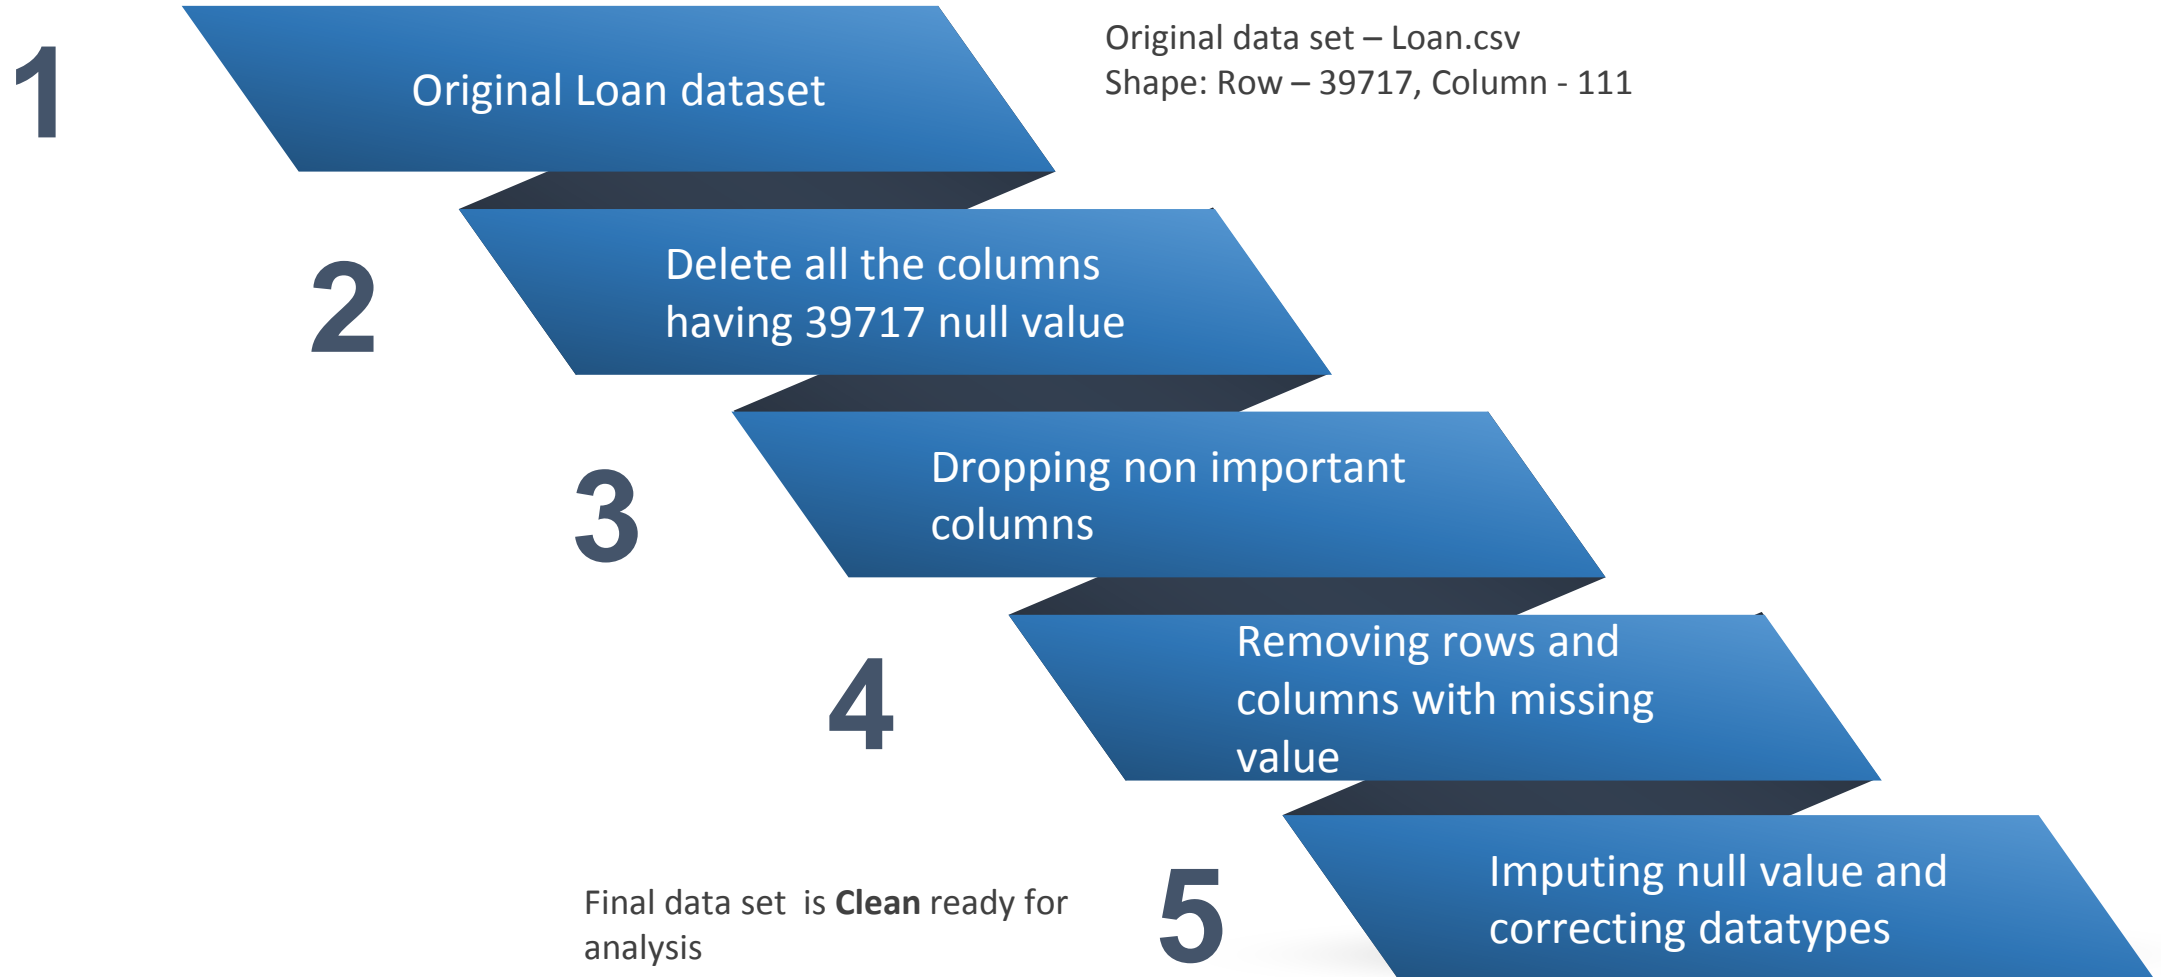 1
Original Loan dataset
Original data set – Loan.csv
Shape: Row – 39717, Column - 111
2
Delete all the columns
having 39717 null value
3
Dropping non important
columns
4
Removing rows and
columns with missing
value
5
Imputing null value and
correcting datatypes
Final data set  is Clean ready for
analysis